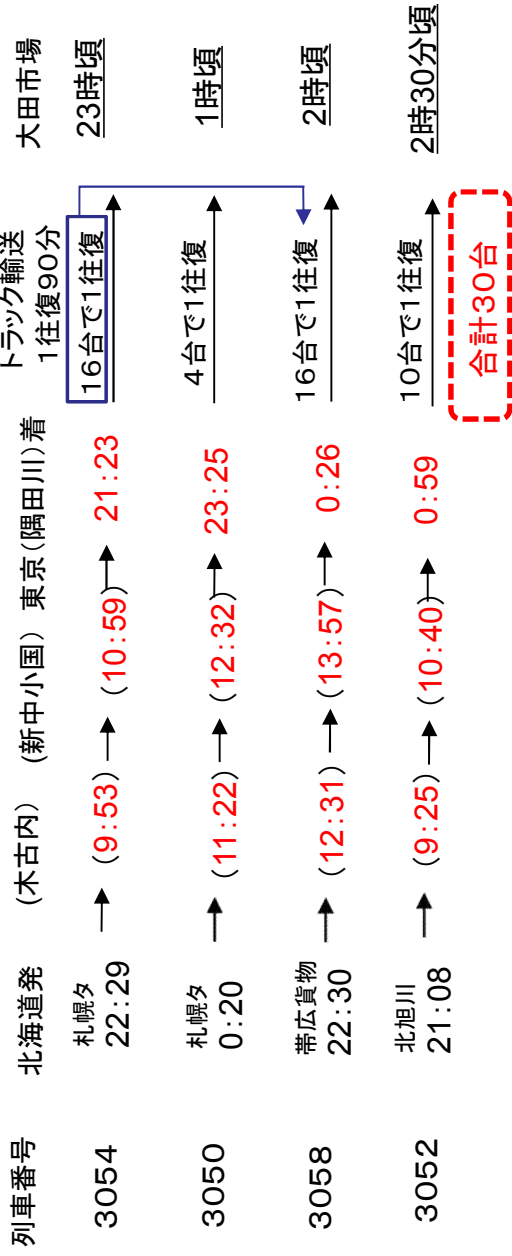 列車番号 北海道発 (木古内) (新中小国) 東京(隅田川)着 トラック輸送 大田市場
1往復90分
3054 札幌タ (9:53) (10:59) 21:23 16台で1往復 23時頃
22:29
3050 札幌タ (11:22) (12:32) 23:25 4台で1往復 1時頃
0:20
3058 帯広貨物 (12:31) (13:57) 0:26 16台で1往復 2時頃
22:30
3052 北旭川 (9:25) (10:40) 0:59 10台で1往復 2時30分頃
21:08
合計30台